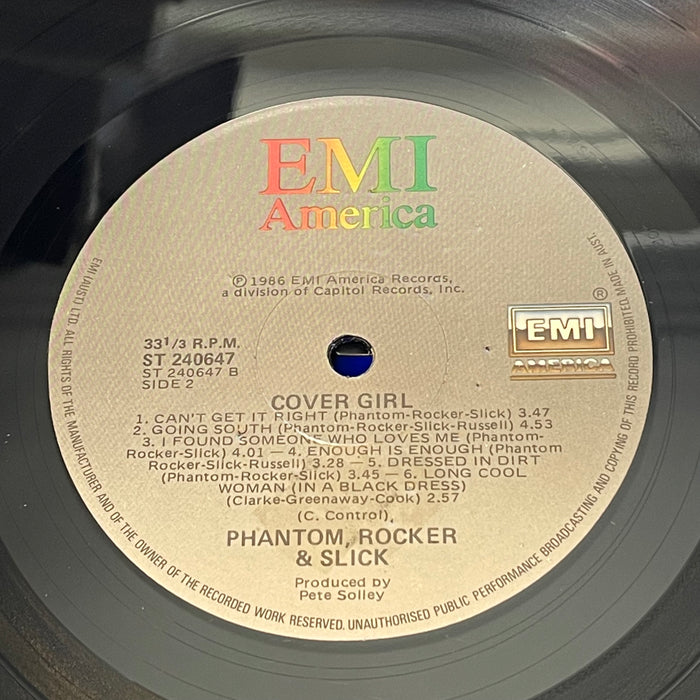 EMI
America
℗ 1986 EMI America Records,
a division of Capitol Records, Inc.
33 1/3 R.P.M.
ST 240647
ST 240647 B
SIDE 2
®
EMI
AMERICA
COVER GIRL
1. CAN'T GET IT RIGHT (Phantom-Rocker-Slick) 3.47
2. GOING SOUTH (Phantom-Rocker-Slick-Russell) 4.53
3. I FOUND SOMEONE WHO LOVES ME (Phantom-
Rocker-Slick) 4.01 — 4. ENOUGH IS ENOUGH (Phantom
Rocker-Slick-Russell) 3.28 — 5. DRESSED IN DIRT
(Phantom-Rocker-Slick) 3.45 — 6. LONG COOL
WOMAN (IN A BLACK DRESS)
(Clarke-Greenaway-Cook) 2.57
(C. Control)
PHANTOM, ROCKER
& SLICK
Produced by
Pete Solley
EMI (AUST.) LTD. ALL RIGHTS OF THE MANUFACTURER AND OF THE OWNER OF THE RECORDED WORK RESERVED. UNAUTHORISED PUBLIC PERFORMANCE BROADCASTING AND COPYING OF THIS RECORD PROHIBITED. MADE IN AUST.